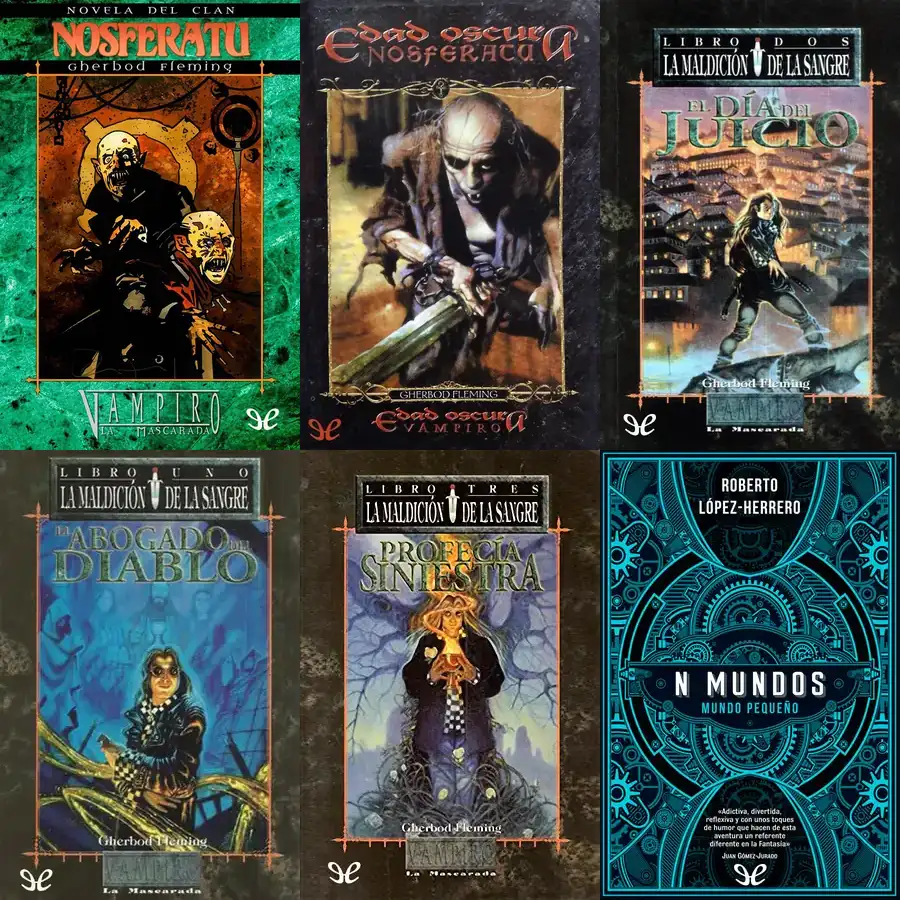 NOVELA DEL CLAN
NOSFERATU
Gherbod Fleming
VAMPIRO
LA MASCARADA
EDAD OSCURA
NOSFERATU
GHERBOD FLEMING
EDAD OSCURA
VAMPIRO
LIBRO DOS
LA MALDICIÓN DE LA SANGRE
EL DÍA DEL
JUICIO
Gherbod Fleming
VAMPIRO
La Mascarada
LIBRO UNO
LA MALDICIÓN DE LA SANGRE
EL ABOGADO DEL
DIABLO
Gherbod Fleming
VAMPIRO
La Mascarada
LIBRO TRES
LA MALDICIÓN DE LA SANGRE
PROFECÍA
SINIESTRA
Gherbod Fleming
VAMPIRO
La Mascarada
ROBERTO
LÓPEZ-HERRERO
N MUNDOS
MUNDO PEQUEÑO
«Adictiva, divertida,
reflexiva y con unos toques
de humor que hacen de esta
aventura un referente
diferente en la Fantasía»
JUAN GÓMEZ-JURADO